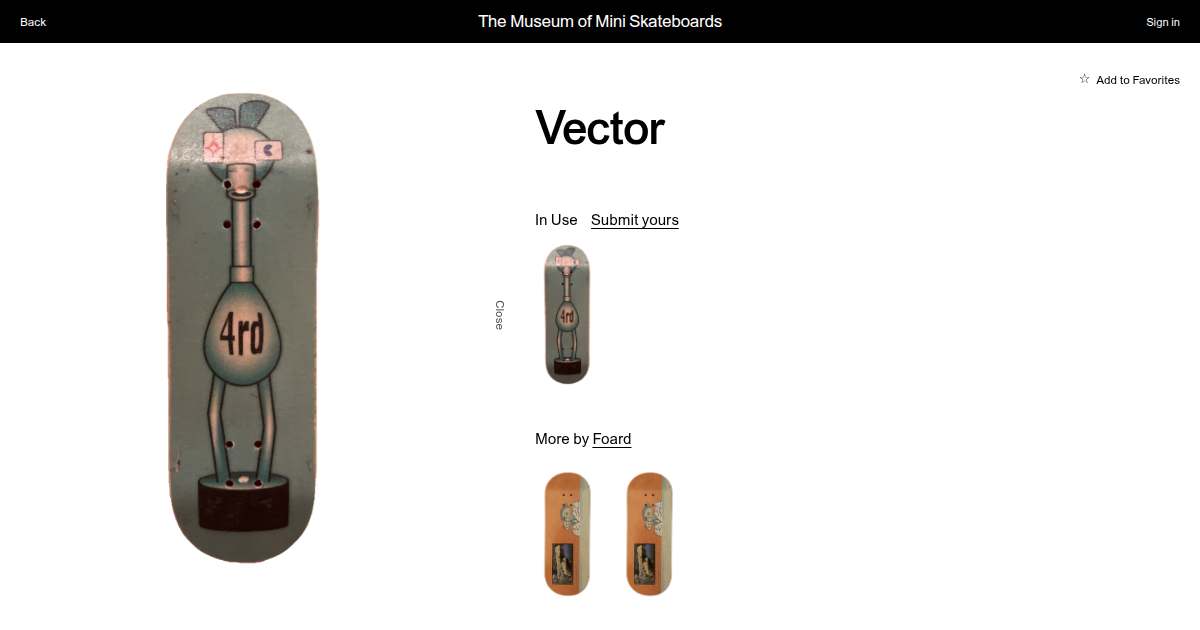 Back
The Museum of Mini Skateboards
Sign in
☆ Add to Favorites
Vector
In Use Submit yours
Close
4rd
4rd
More by Foard